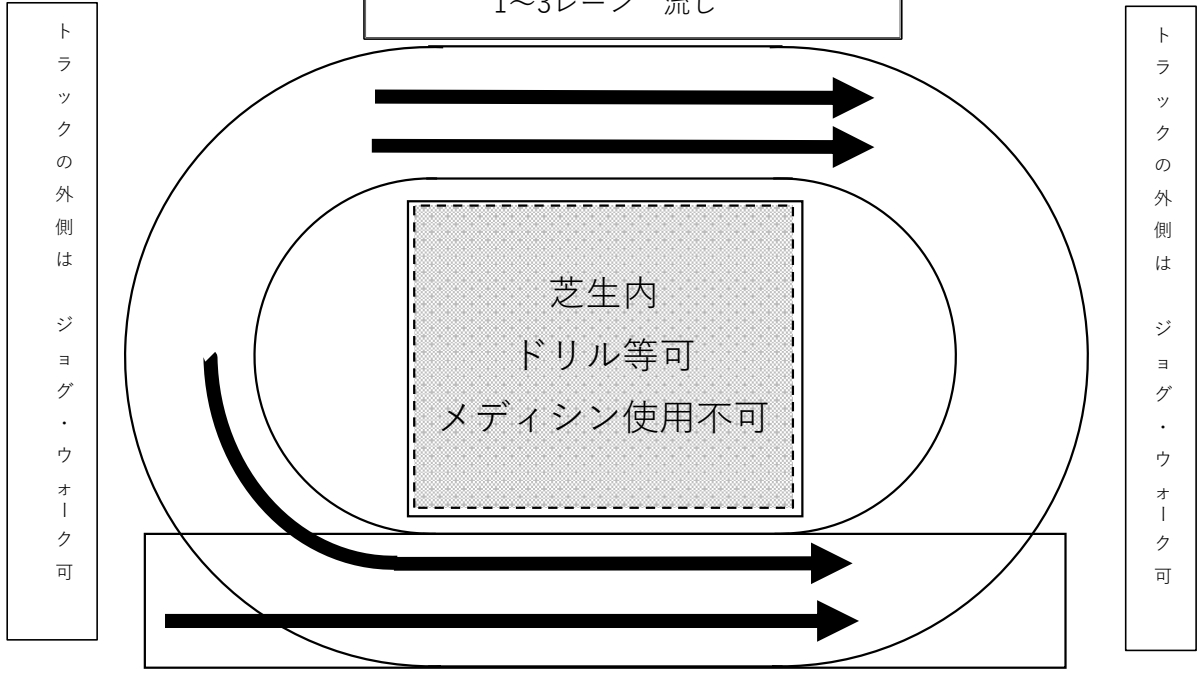 1～3レーン 流し
トラックの外側は ジョグ・ウォーク可
芝生内
ドリル等可
メディシン使用不可
トラックの外側は ジョグ・ウォーク可